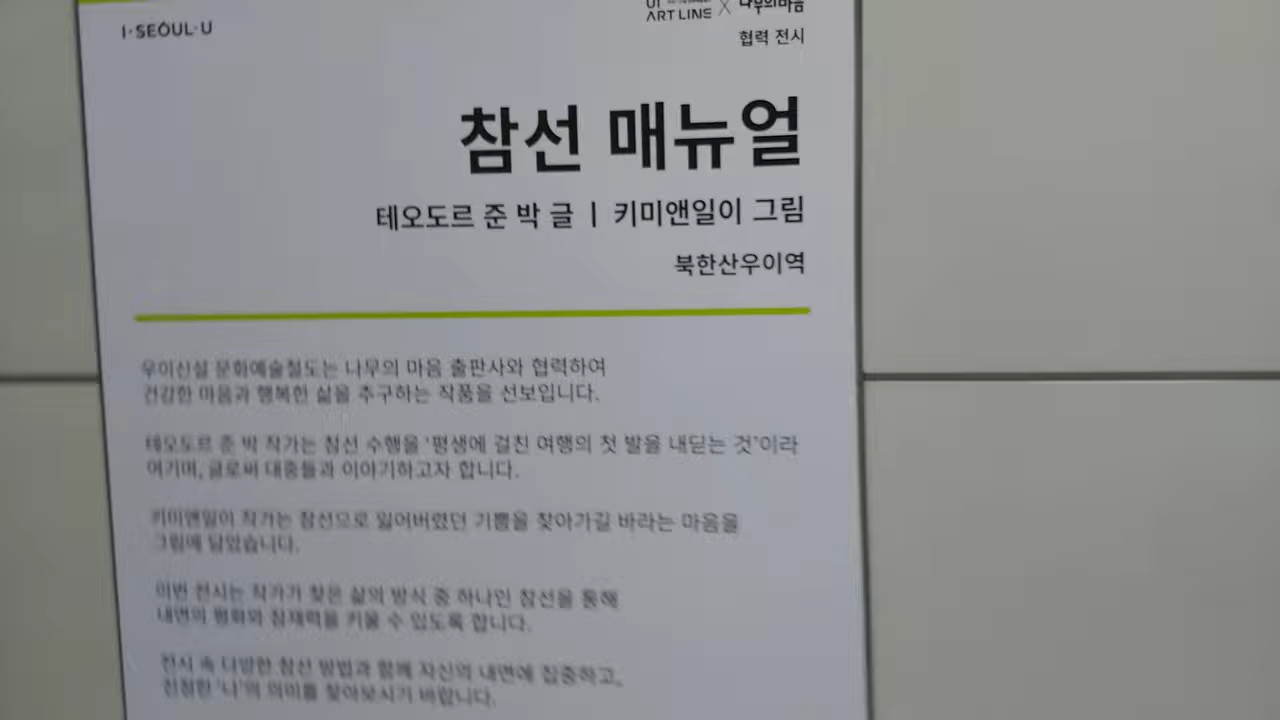 I·SEOUL·U
UI
ART LINE X 나무의마음
협력 전시
참선 매뉴얼
테오도르 준 박 글 | 키미앤일이 그림
북한산우이역
우이신설 문화예술철도는 나무의 마음 출판사와 협력하여
건강한 마음과 행복한 삶을 추구하는 작품을 선보입니다.
테오도르 준 박 작가는 참선 수행을 '평생에 걸친 여행의 첫 발을 내딛는 것'이라
여기며, 글로써 대중들과 이야기하고자 합니다.
키미앤일이 작가는 참선으로 잃어버렸던 기쁨을 찾아가길 바라는 마음을
그림에 담았습니다.
이번 전시는 작가가 찾은 삶의 방식 중 하나인 참선을 통해
내면의 평화와 잠재력을 키울 수 있도록 합니다.
전시 속 다양한 참선 방법과 함께 자신의 내면에 집중하고,
진정한 '나'의 의미를 찾아보시기 바랍니다.